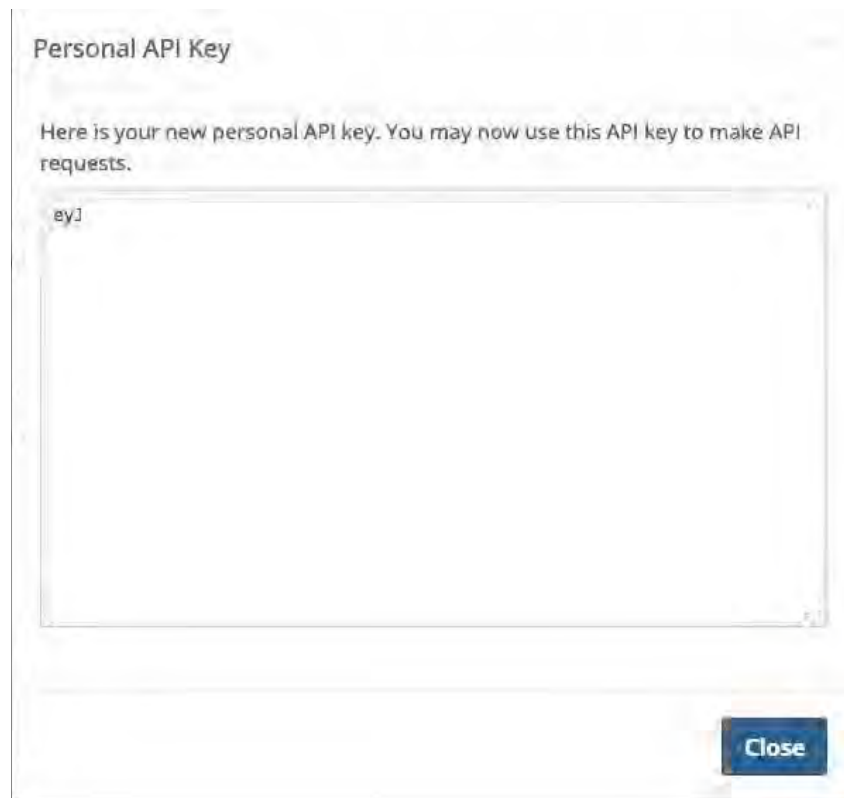 Personal API Key
Here is your new personal API key. You may now use this API key to make API
requests.
eyJ
Close